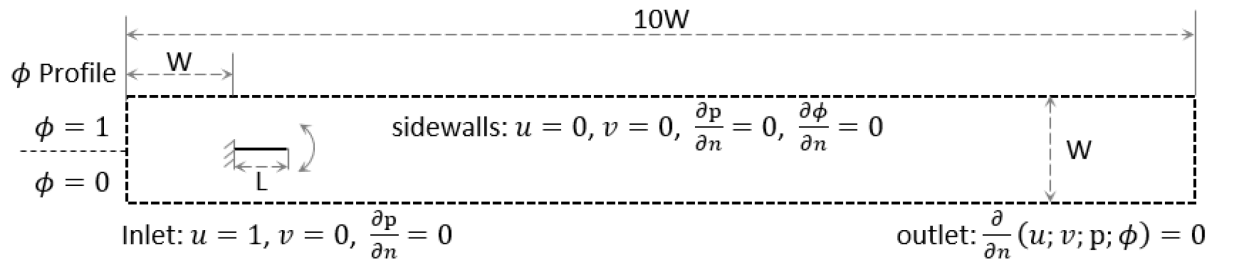 10W
W
ϕ Profile
ϕ = 1
sidewalls: u = 0, v = 0, ∂p/∂n = 0, ∂ϕ/∂n = 0
W
ϕ = 0
L
Inlet: u = 1, v = 0, ∂p/∂n = 0
outlet: ∂/∂n (u; v; p; ϕ) = 0